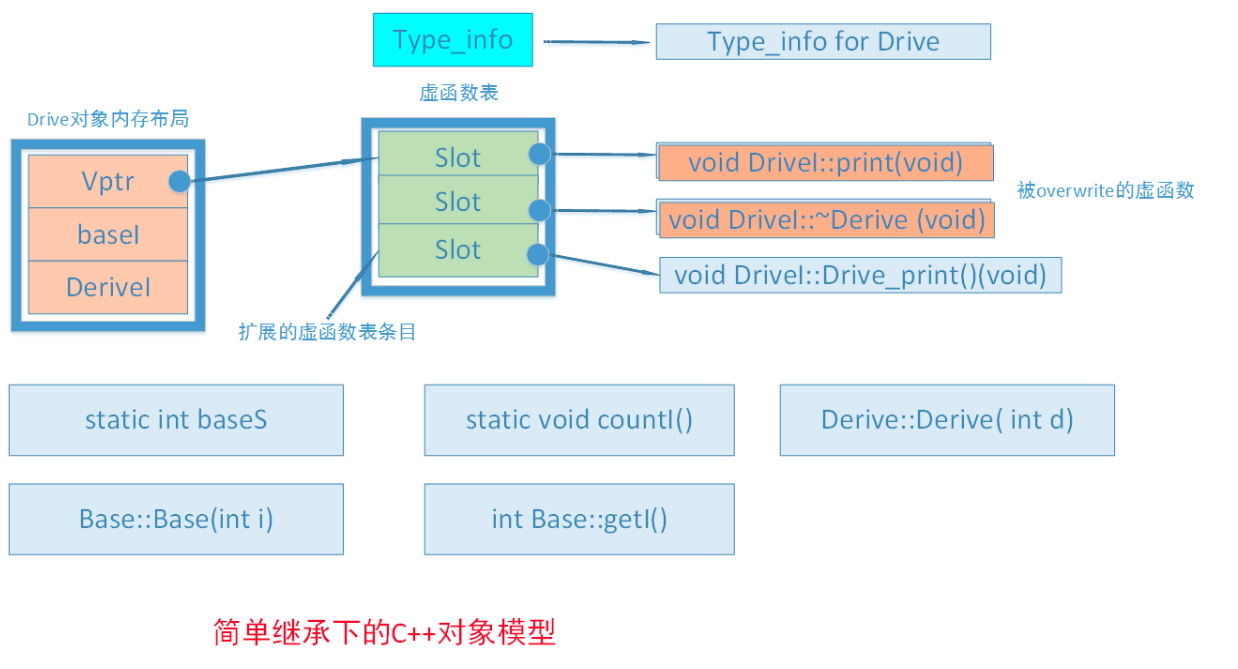 Type_info
Type_info for Drive
虚函数表
Drive对象内存布局
Vptr
baseI
DeriveI
Slot
Slot
Slot
void DriveI::print(void)
void DriveI::~Derive (void)
void DriveI::Drive_print()(void)
被overwrite的虚函数
扩展的虚函数表条目
static int baseS
static void countI()
Derive::Derive( int d)
Base::Base(int i)
int Base::getI()
简单继承下的C++对象模型